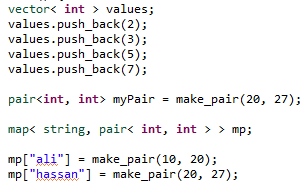 vector< int > values;
values.push_back(2);
values.push_back(3);
values.push_back(5);
values.push_back(7);
pair<int, int> myPair = make_pair(20, 27);
map< string, pair< int, int > > mp;
mp["ali"] = make_pair(10, 20);
mp["hassan"] = make_pair(20, 27);